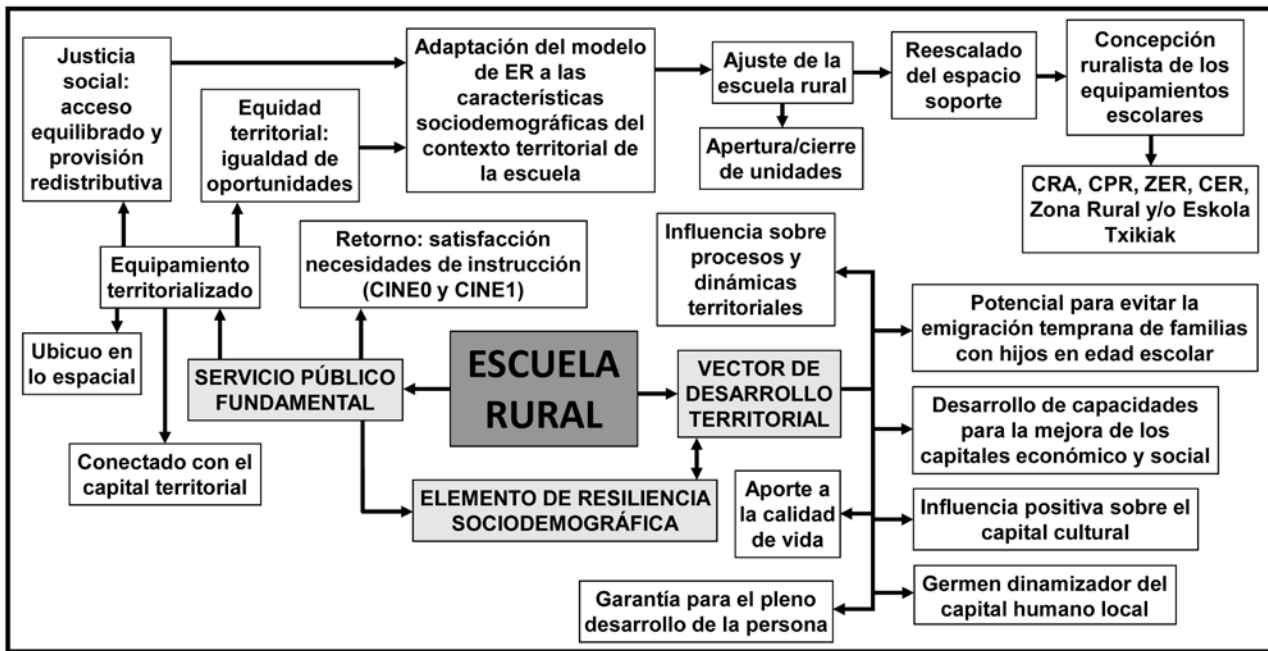 Justicia
social:
acceso
equilibrado y
provisión
redistributiva
Equidad
territorial:
igualdad de
oportunidades
Adaptación del modelo
de ER a las
características
sociodemográficas del
contexto territorial de
la escuela
Ajuste de la
escuela rural
Apertura/cierre
de unidades
Reescalado
del espacio
soporte
Concepción
ruralista de los
equipamientos
escolares
CRA, CPR, ZER, CER,
Zona Rural y/o Eskola
Txikiak
Equipamiento
territorializado
Retorno: satisfacción
necesidades de instrucción
(CINE0 y CINE1)
Influencia sobre
procesos y
dinámicas
territoriales
Ubicuo en
lo espacial
SERVICIO PÚBLICO
FUNDAMENTAL
ESCUELA
RURAL
VECTOR DE
DESARROLLO
TERRITORIAL
Potencial para evitar la
emigración temprana de familias
con hijos en edad escolar
Desarrollo de capacidades
para la mejora de los
capitales económico y social
Conectado con el
capital territorial
ELEMENTO DE RESILIENCIA
SOCIODEMOGRÁFICA
Aporte a
la calidad
de vida
Influencia positiva sobre el
capital cultural
Garantía para el pleno
desarrollo de la persona
Germen dinamizador del
capital humano local